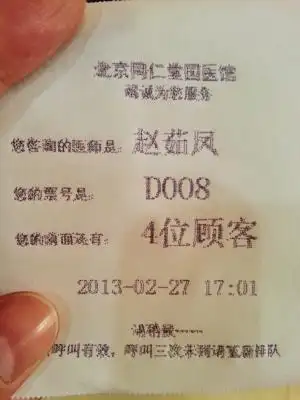 北京同仁堂国医馆
竭诚为您服务
您咨询的医师是: 赵茹凤
您的票号是: D008
您的前面还有: 4位顾客
2013-02-27 17:01
请稍候
呼叫有效，呼叫三次未到请重新排队